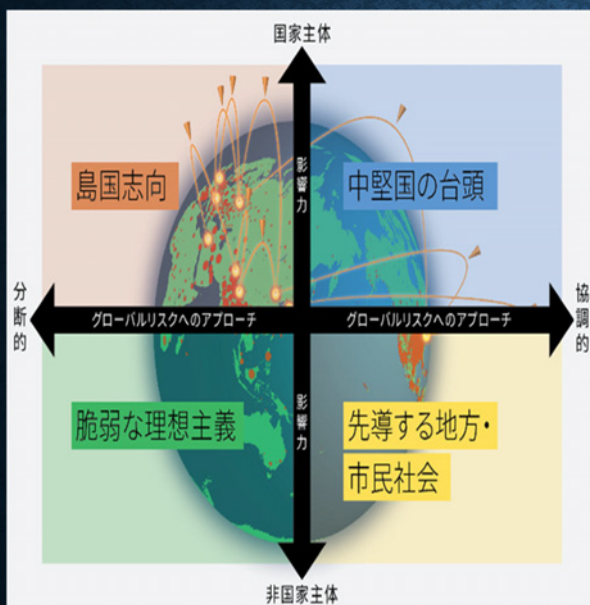 国家主体
影響力
島国志向
中堅国の台頭
分断的
グローバルリスクへのアプローチ
グローバルリスクへのアプローチ
協調的
脆弱な理想主義
影響力
先導する地方・
市民社会
非国家主体